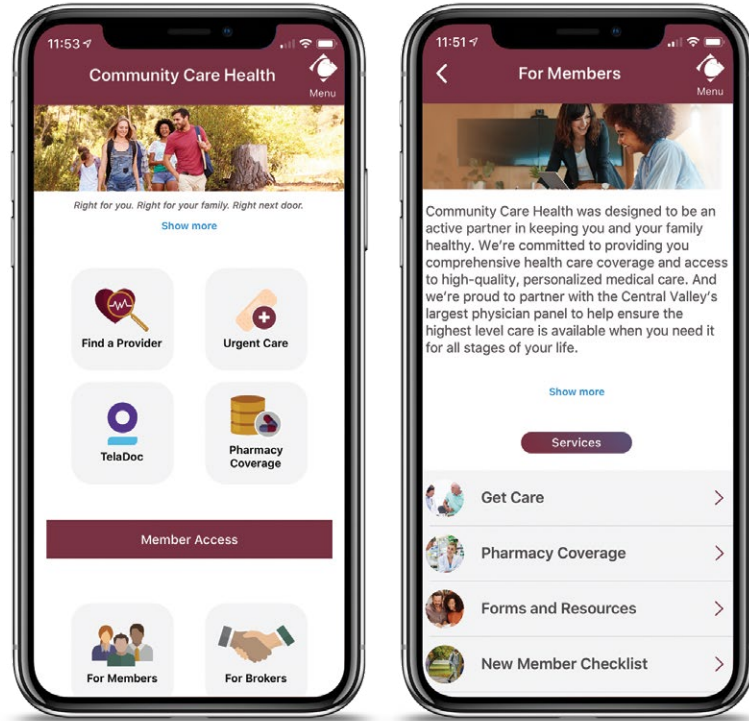 11:53
Community Care Health
Menu
Right for you. Right for your family. Right next door.
Show more
Find a Provider
Urgent Care
TelaDoc
Pharmacy
Coverage
Member Access
For Members
For Brokers
11:51
For Members
Menu
Community Care Health was designed to be an
active partner in keeping you and your family
healthy. We're committed to providing you
comprehensive health care coverage and access
to high-quality, personalized medical care. And
we're proud to partner with the Central Valley's
largest physician panel to help ensure the
highest level care is available when you need it
for all stages of your life.
Show more
Services
Get Care
Pharmacy Coverage
Forms and Resources
New Member Checklist